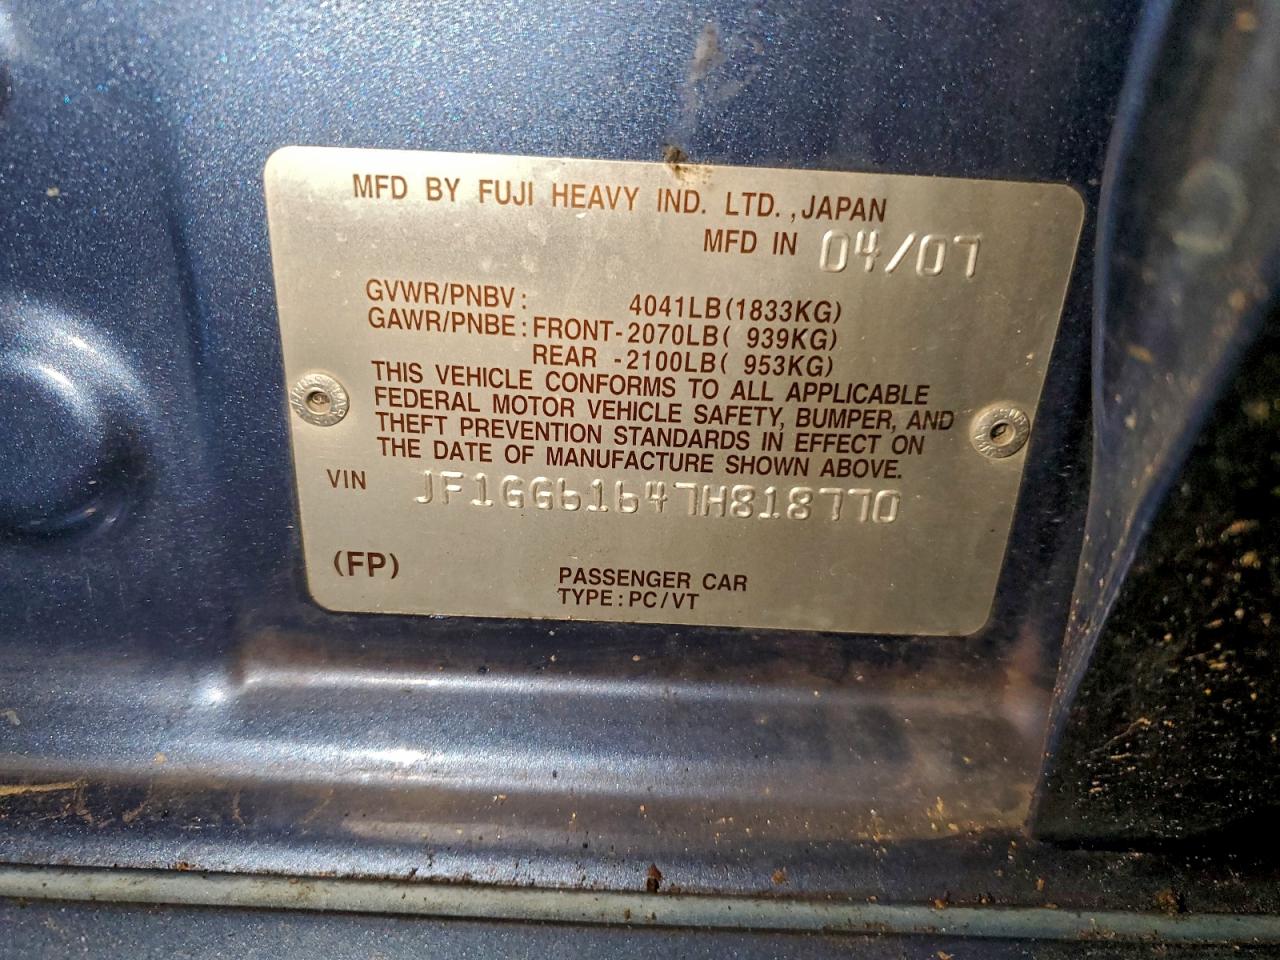 MFD BY FUJI HEAVY IND. LTD.,JAPAN
MFD IN 04/07
GVWR/PNBV: 4041LB(1833KG)
GAWR/PNBE:FRONT-2070LB( 939KG)
REAR -2100LB( 953KG)
THIS VEHICLE CONFORMS TO ALL APPLICABLE
FEDERAL MOTOR VEHICLE SAFETY, BUMPER, AND
THEFT PREVENTION STANDARDS IN EFFECT ON
THE DATE OF MANUFACTURE SHOWN ABOVE.
VIN JF1GG61647H818770
(FP)
PASSENGER CAR
TYPE:PC/VT